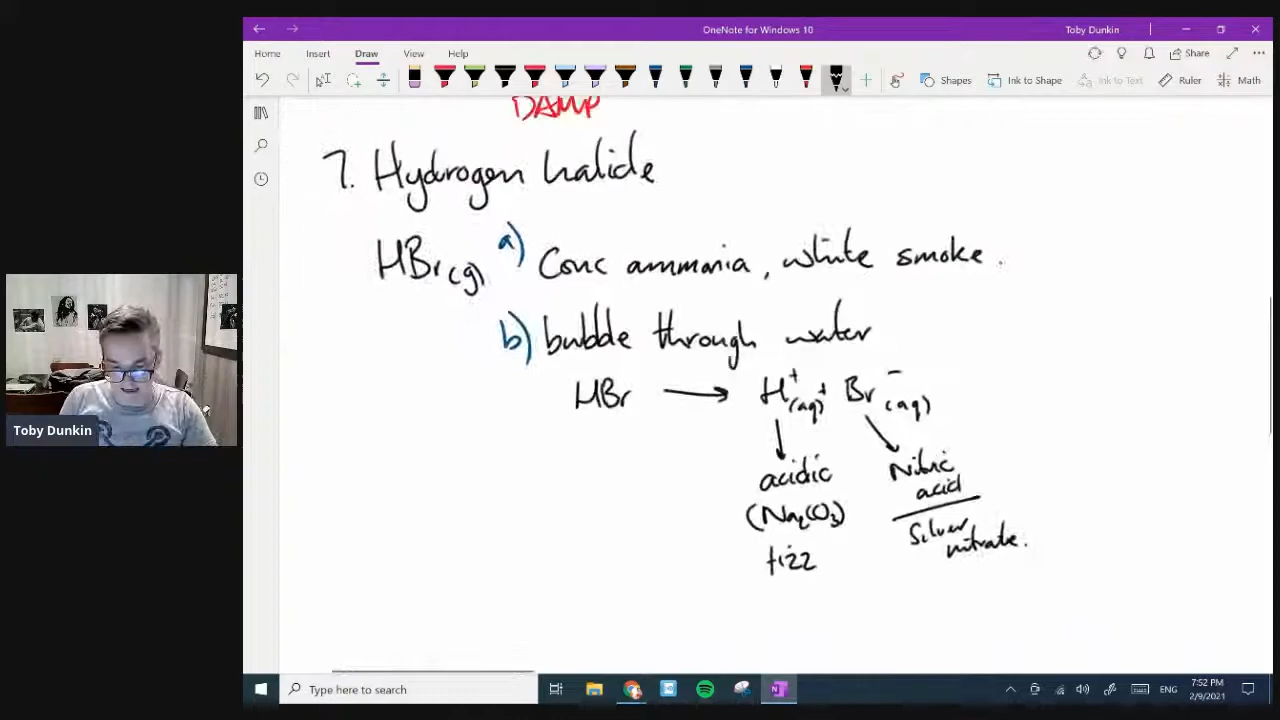 OneNote for Windows 10
Toby Dunkin
Home Insert Draw View Help
Share
Shapes Ink to Shape Ink to Text Ruler Math
DAMP
7. Hydrogen halide
HBr(g) a) Conc ammonia, white smoke.
b) bubble through water
HBr → H⁺(aq) + Br⁻(aq)
acidic Nitric acid
(Na₂CO₃) Silver nitrate.
fizz
Toby Dunkin
Type here to search
ENG
7:52 PM
2/9/2021